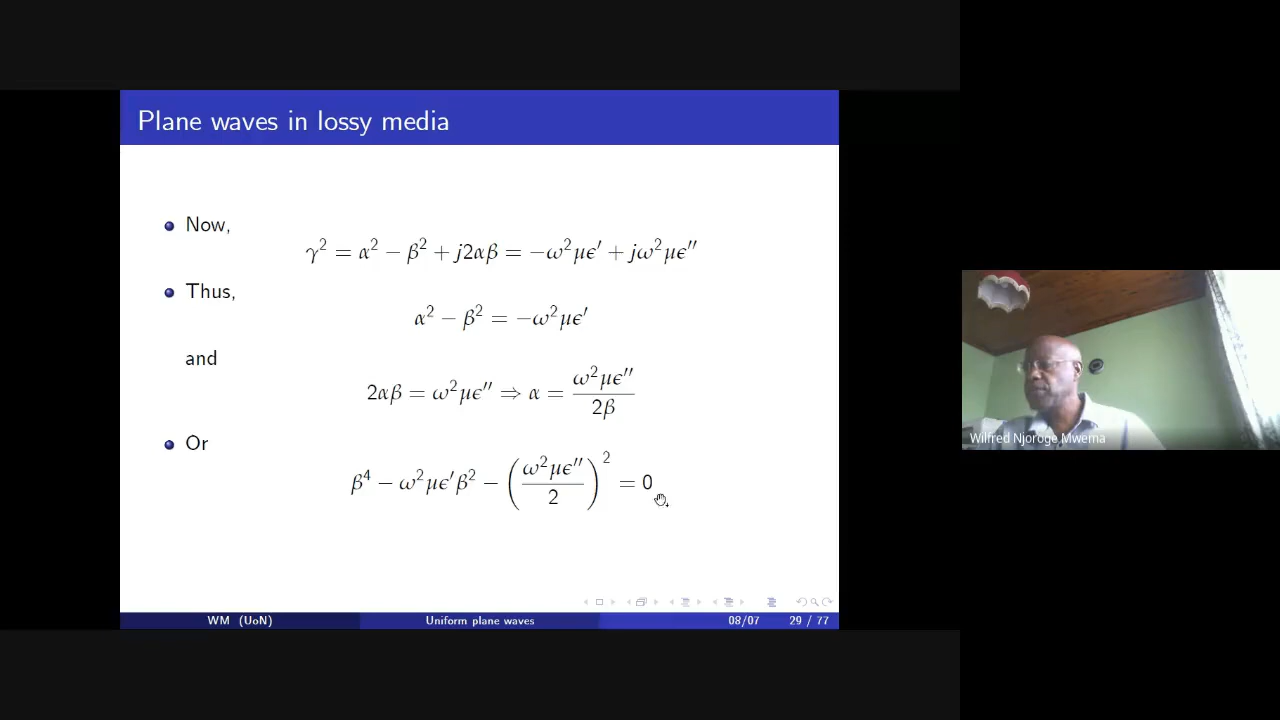 Plane waves in lossy media
Now,
γ² = α² − β² + j2αβ = −ω²μϵ′ + jω²μϵ″
Thus,
α² − β² = −ω²μϵ′
and
2αβ = ω²μϵ″ ⇒ α = ω²μϵ″ / 2β
Or
β⁴ − ω²μϵ′β² − (ω²μϵ″ / 2)² = 0
Wilfred Njoroge Mwema
WM (UoN) Uniform plane waves 08/07 29 / 77